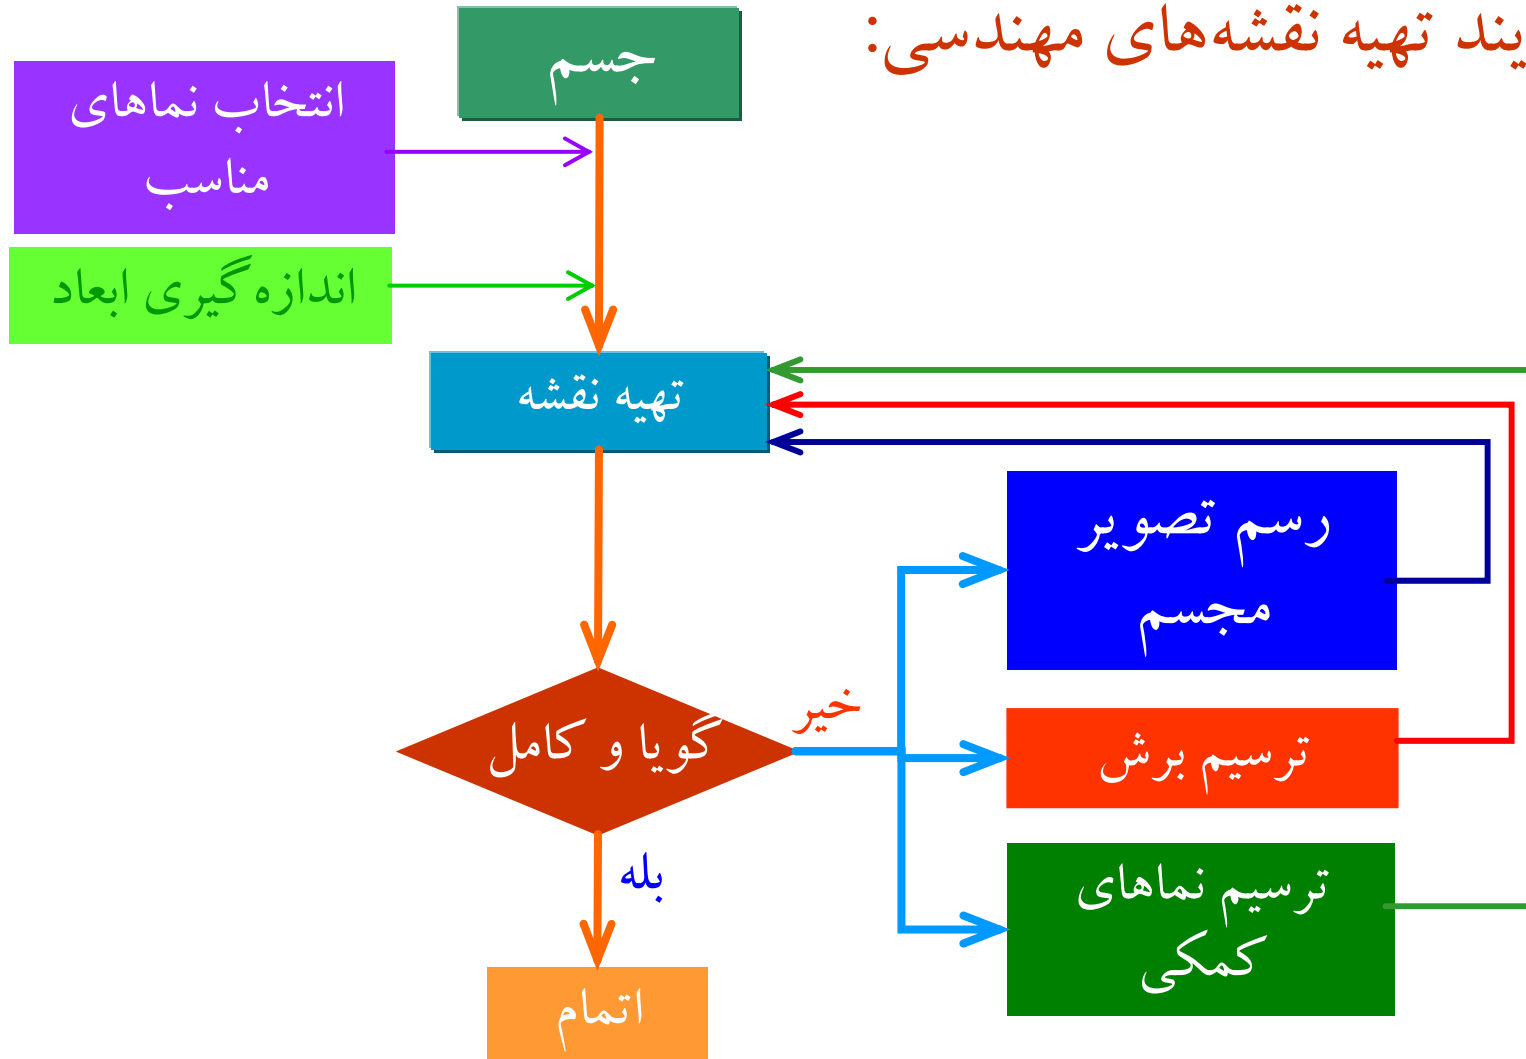 یند تهیه نقشه‌های مهندسی:
جسم
انتخاب نماهای
مناسب
اندازه‌گیری ابعاد
تهیه نقشه
رسم تصویر
مجسم
گویا و کامل
خیر
ترسیم برش
بله
ترسیم نماهای
کمکی
اتمام